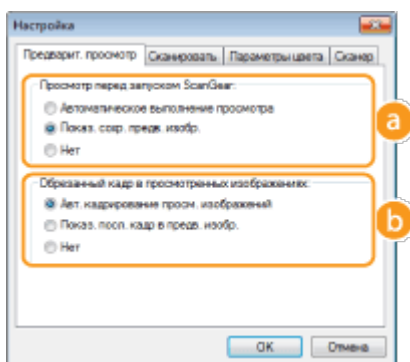 Настройка
Предварит. просмотр Сканировать Параметры цвета Сканер
Просмотр перед запуском ScanGear:
Автоматическое выполнение просмотра
a
Показ. сохр. предв. изобр.
Нет
Обрезанный кадр в просмотренных изображениях:
Авт. кадрирование просм. изображений
b
Показ. посл. кадр в предв. изобр.
Нет
OK Отмена